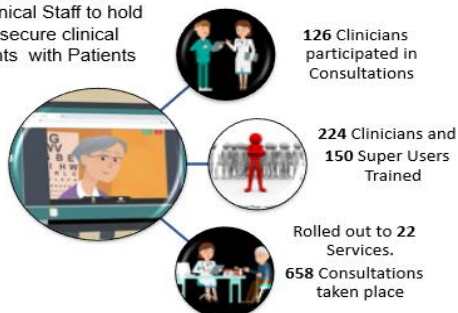 nical Staff to hold
secure clinical
nts with Patients
126 Clinicians
participated in
Consultations
224 Clinicians and
150 Super Users
Trained
Rolled out to 22
Services.
658 Consultations
taken place